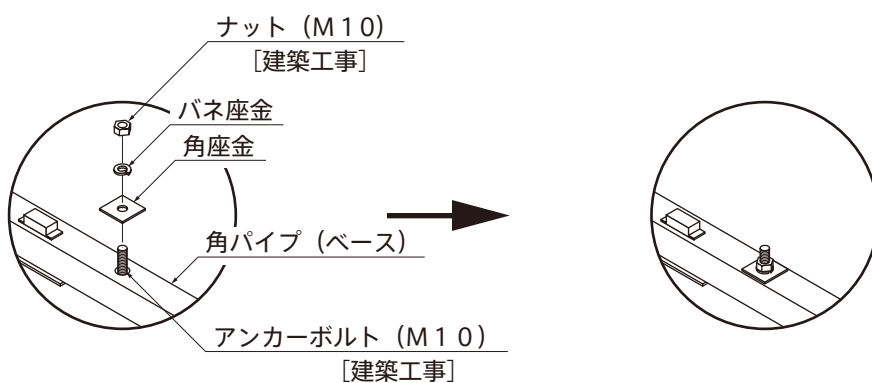 ナット（Ｍ１０）
［建築工事］
バネ座金
角座金
角パイプ（ベース）
アンカーボルト（Ｍ１０）
［建築工事］